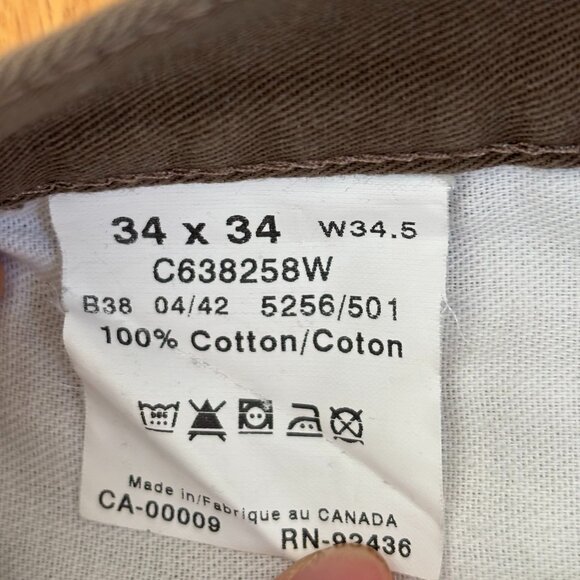 34 x 34 W34.5
C638258W
B38 04/42 5256/501
100% Cotton/Coton
Made in/Fabrique au CANADA
CA-00009 RN-92436